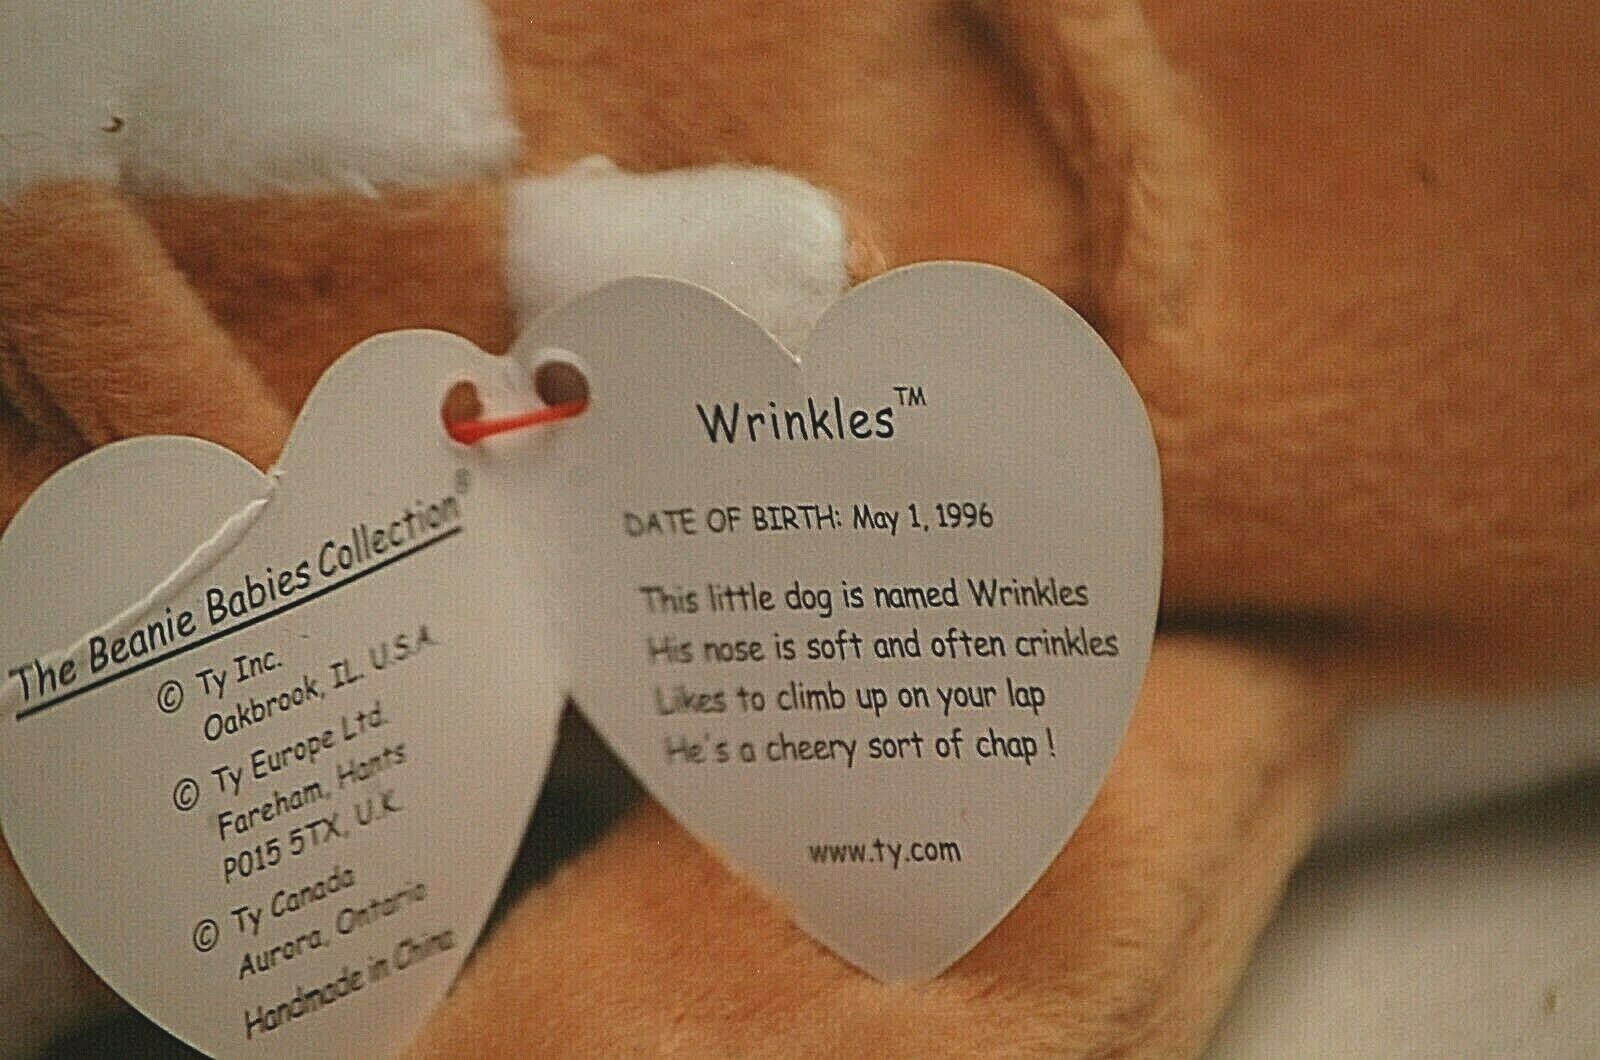 The Beanie Babies Collection®
© Ty Inc.
Oakbrook, IL. U.S.A.
© Ty Europe Ltd.
Fareham, Hants
PO15 5TX, U.K.
© Ty Canada
Aurora, Ontario
Handmade in China
Wrinkles™
DATE OF BIRTH: May 1, 1996
This little dog is named Wrinkles
His nose is soft and often crinkles
Likes to climb up on your lap
He's a cheery sort of chap !
www.ty.com